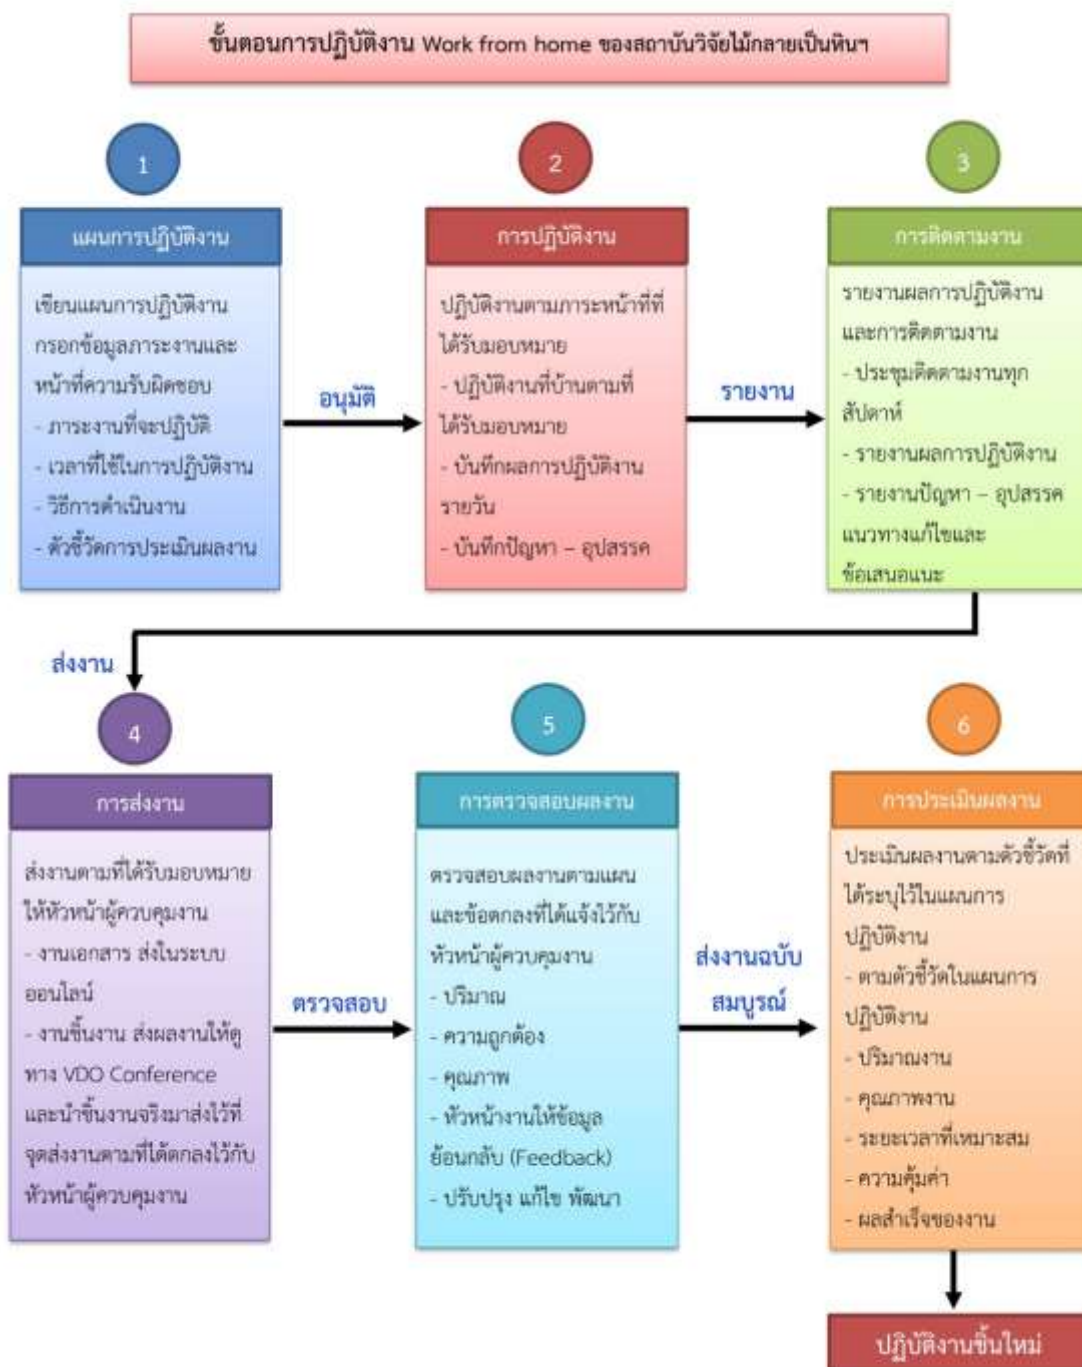 ขั้นตอนการปฏิบัติงาน Work from home ของสถาบันวิจัยไม้กลายเป็นหินฯ
1
แผนการปฏิบัติงาน
เขียนแผนการปฏิบัติงาน
กรอกข้อมูลภาระงานและ
หน้าที่ความรับผิดชอบ
- ภาระงานที่จะปฏิบัติ
- เวลาที่ใช้ในการปฏิบัติงาน
- วิธีการดำเนินงาน
- ตัวชี้วัดการประเมินผลงาน
อนุมัติ
2
การปฏิบัติงาน
ปฏิบัติงานตามภาระหน้าที่ที่
ได้รับมอบหมาย
- ปฏิบัติงานที่บ้านตามที่
ได้รับมอบหมาย
- บันทึกผลการปฏิบัติงาน
รายวัน
- บันทึกปัญหา – อุปสรรค
รายงาน
3
การติดตามงาน
รายงานผลการปฏิบัติงาน
และการติดตามงาน
- ประชุมติดตามงานทุก
สัปดาห์
- รายงานผลการปฏิบัติงาน
- รายงานปัญหา – อุปสรรค
แนวทางแก้ไขและ
ข้อเสนอแนะ
ส่งงาน
4
การส่งงาน
ส่งงานตามที่ได้รับมอบหมาย
ให้หัวหน้าผู้ควบคุมงาน
- งานเอกสาร ส่งในระบบ
ออนไลน์
- งานชิ้นงาน ส่งผลงานให้ดู
ทาง VDO Conference
และนำชิ้นงานจริงมาส่งไว้ที่
จุดส่งงานตามที่ได้ตกลงไว้กับ
หัวหน้าผู้ควบคุมงาน
ตรวจสอบ
5
การตรวจสอบผลงาน
ตรวจสอบผลงานตามแผน
และข้อตกลงที่ได้แจ้งไว้กับ
หัวหน้าผู้ควบคุมงาน
- ปริมาณ
- ความถูกต้อง
- คุณภาพ
- หัวหน้างานให้ข้อมูล
ย้อนกลับ (Feedback)
- ปรับปรุง แก้ไข พัฒนา
ส่งงานฉบับ
สมบูรณ์
6
การประเมินผลงาน
ประเมินผลงานตามตัวชี้วัดที่
ได้ระบุไว้ในแผนการ
ปฏิบัติงาน
- ตามตัวชี้วัดในแผนการ
ปฏิบัติงาน
- ปริมาณงาน
- คุณภาพงาน
- ระยะเวลาที่เหมาะสม
- ความคุ้มค่า
- ผลสำเร็จของงาน
ปฏิบัติงานชิ้นใหม่